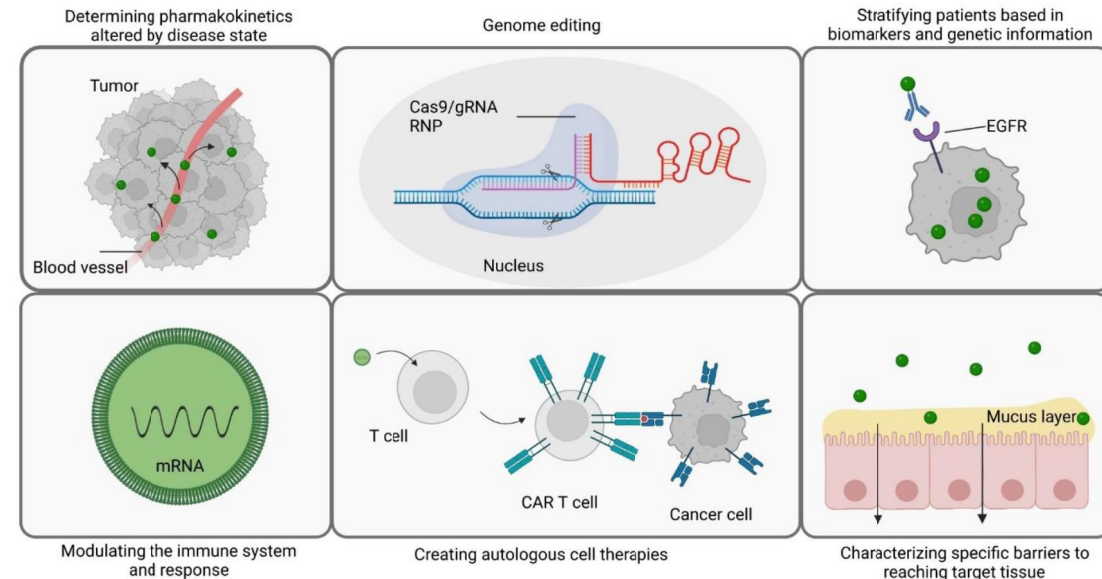 Determining pharmakokinetics
altered by disease state
Genome editing
Stratifying patients based in
biomarkers and genetic information
Tumor
Blood vessel
Cas9/gRNA
RNP
Nucleus
EGFR
mRNA
T cell
CAR T cell
Cancer cell
Mucus layer
Modulating the immune system
and response
Creating autologous cell therapies
Characterizing specific barriers to
reaching target tissue